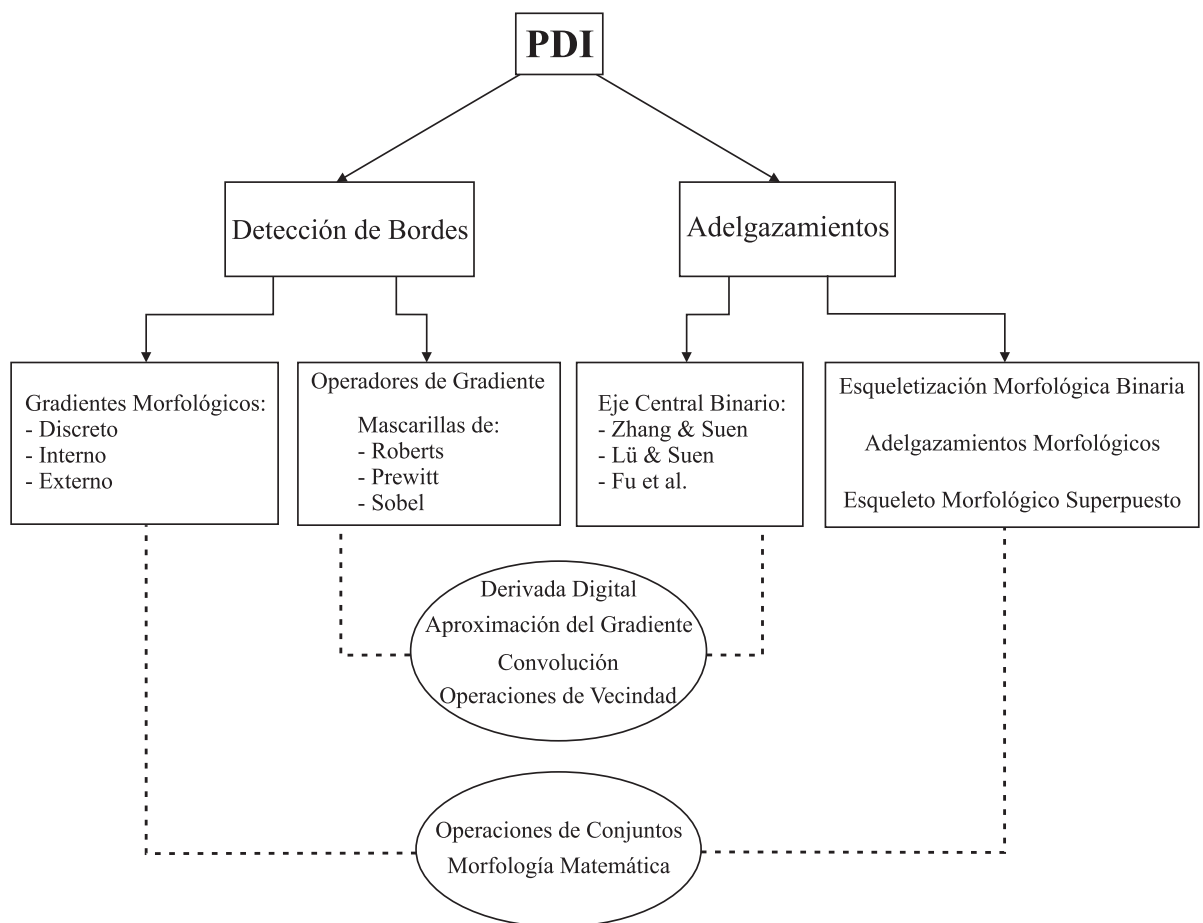 PDI
Detección de Bordes
Adelgazamientos
Gradientes Morfológicos:
- Discreto
- Interno
- Externo
Operadores de Gradiente
Mascarillas de:
- Roberts
- Prewitt
- Sobel
Eje Central Binario:
- Zhang & Suen
- Lü & Suen
- Fu et al.
Esqueletización Morfológica Binaria
Adelgazamientos Morfológicos
Esqueleto Morfológico Superpuesto
Derivada Digital
Aproximación del Gradiente
Convolución
Operaciones de Vecindad
Operaciones de Conjuntos
Morfología Matemática